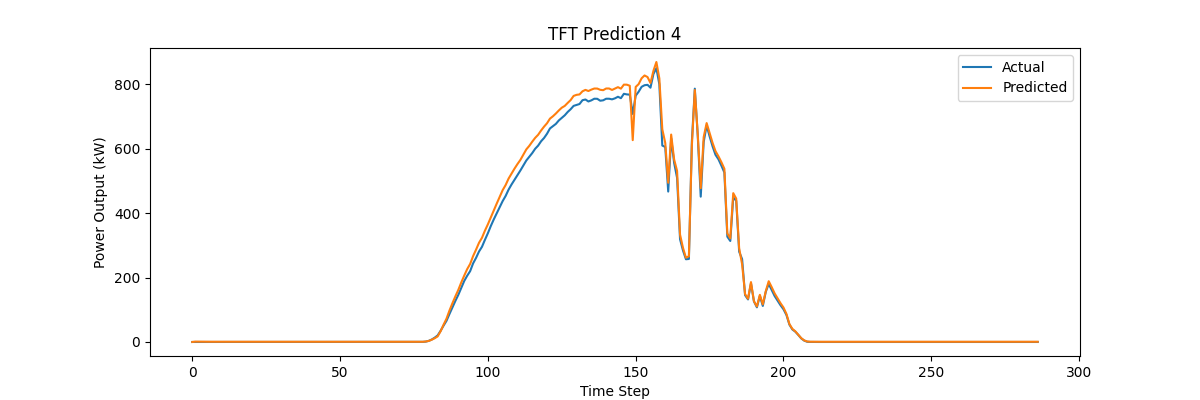 TFT Prediction 4
Actual
Predicted
Power Output (kW)
800
600
400
200
0
0 50 100 150 200 250 300
Time Step